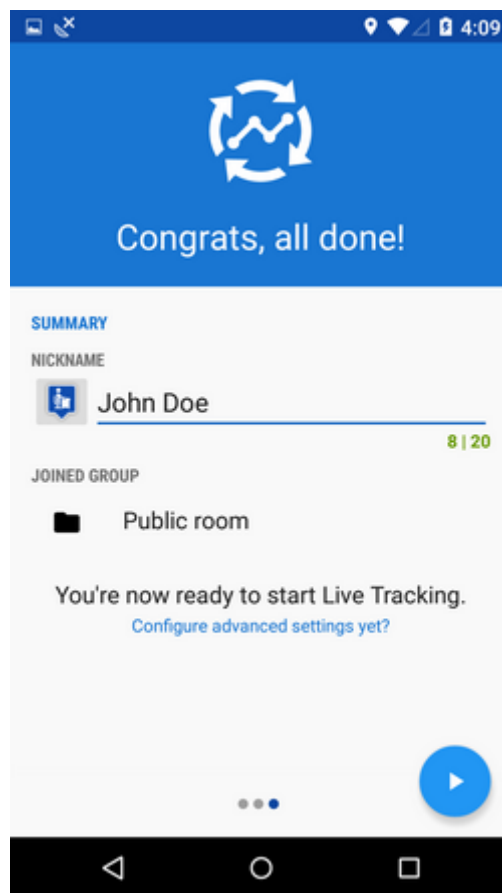 4:09
Congrats, all done!
SUMMARY
NICKNAME
John Doe
8 | 20
JOINED GROUP
Public room
You're now ready to start Live Tracking.
Configure advanced settings yet?